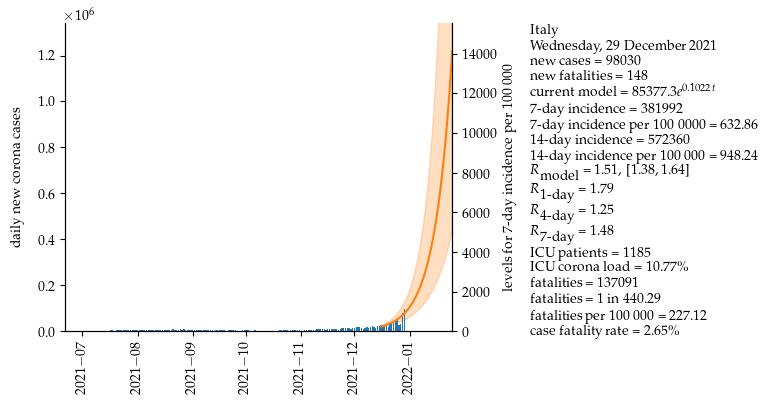 ×10⁶
1.2
1.0
0.8
0.6
0.4
0.2
0.0
daily new corona cases
14000
12000
10000
8000
6000
4000
2000
0
levels for 7-day incidence per 100 000
2021−07
2021−08
2021−09
2021−10
2021−11
2021−12
2022−01
Italy
Wednesday, 29 December 2021
new cases = 98030
new fatalities = 148
current model = 85377.3e^{0.1022 t}
7-day incidence = 381992
7-day incidence per 100 0000 = 632.86
14-day incidence = 572360
14-day incidence per 100 000 = 948.24
R_model = 1.51, [1.38, 1.64]
R_1-day = 1.79
R_4-day = 1.25
R_7-day = 1.48
ICU patients = 1185
ICU corona load = 10.77%
fatalities = 137091
fatalities = 1 in 440.29
fatalities per 100 000 = 227.12
case fatality rate = 2.65%